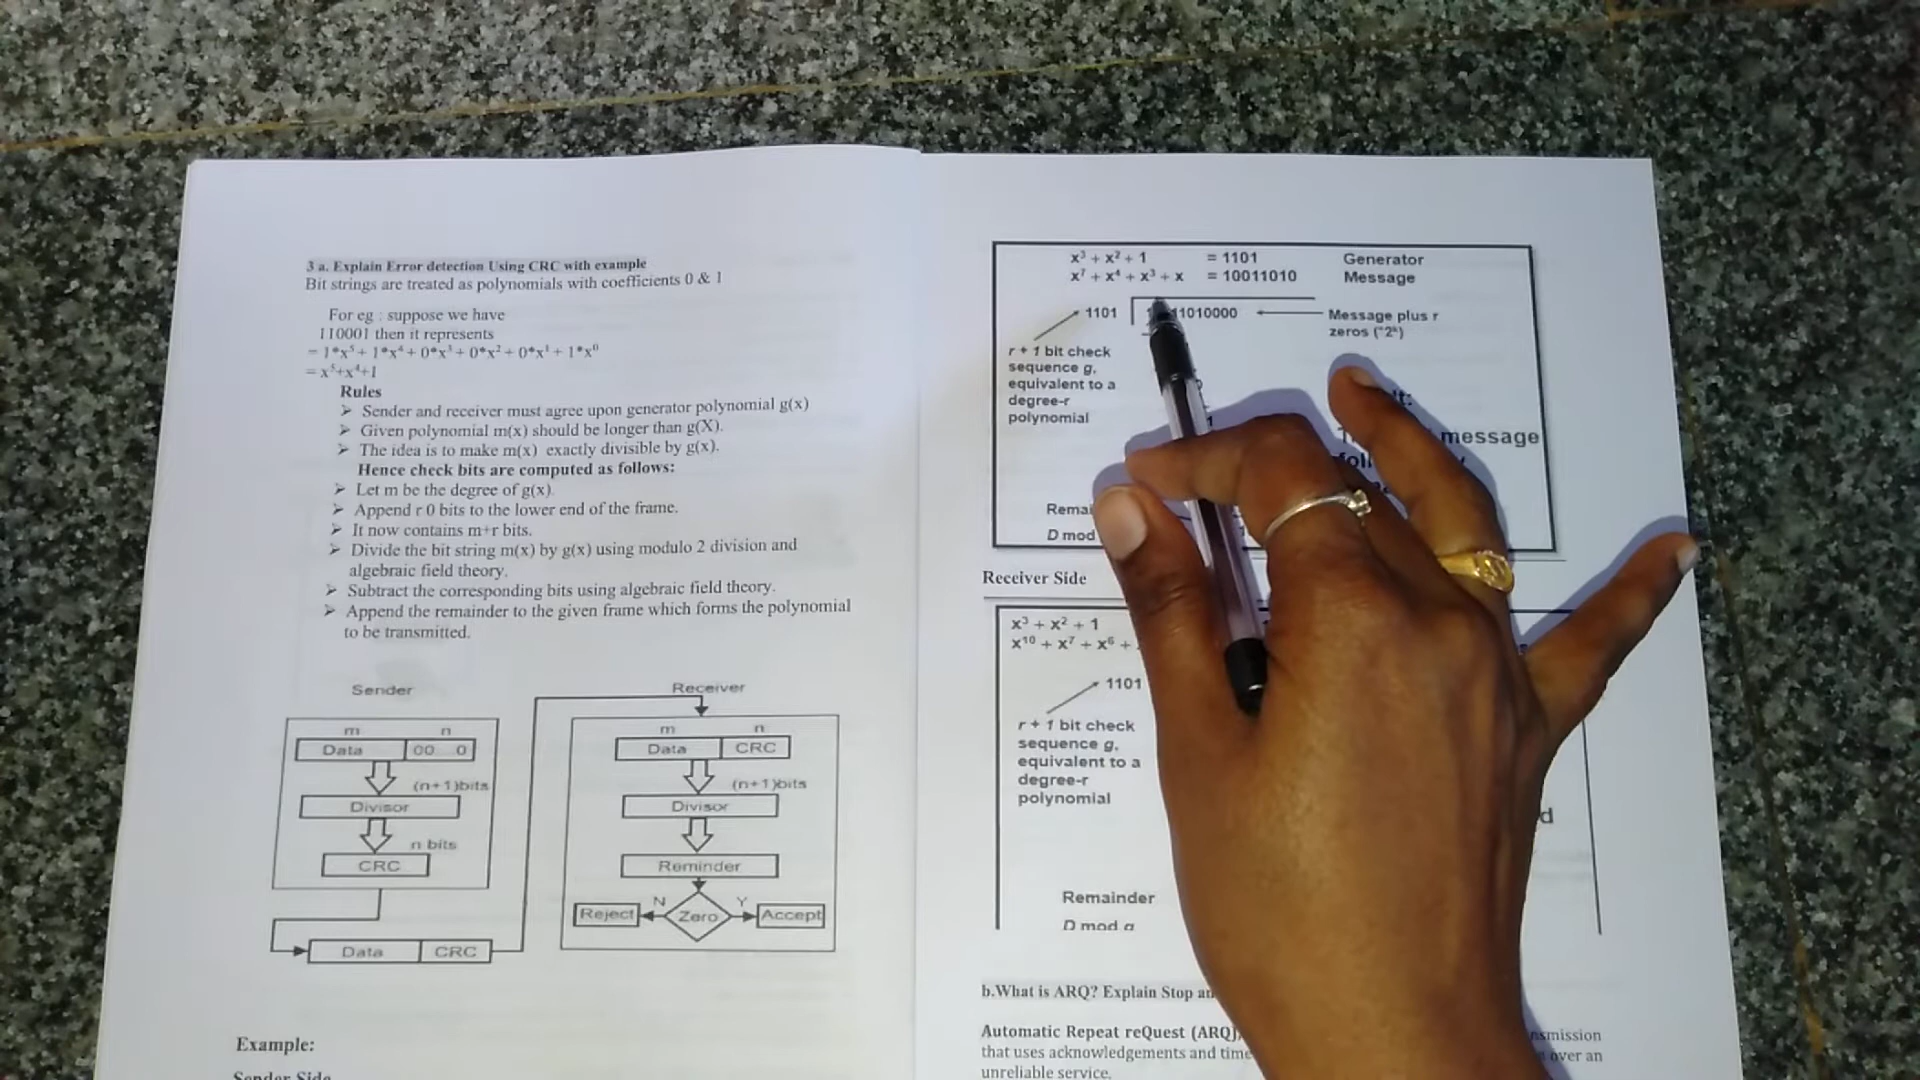 3 a. Explain Error detection Using CRC with example
Bit strings are treated as polynomials with coefficients 0 & 1
For eg : suppose we have
110001 then it represents
= 1*x⁵ + 1*x⁴ + 0*x³ + 0*x² + 0*x¹ + 1*x⁰
= x⁵+x⁴+1
Rules
➢ Sender and receiver must agree upon generator polynomial g(x)
➢ Given polynomial m(x) should be longer than g(X).
➢ The idea is to make m(x) exactly divisible by g(x).
Hence check bits are computed as follows:
➢ Let m be the degree of g(x).
➢ Append r 0 bits to the lower end of the frame.
➢ It now contains m+r bits.
➢ Divide the bit string m(x) by g(x) using modulo 2 division and
algebraic field theory.
➢ Subtract the corresponding bits using algebraic field theory.
➢ Append the remainder to the given frame which forms the polynomial
to be transmitted.
Sender
m n
Data 00 0
(n+1)bits
Divisor
n bits
CRC
Data CRC
Receiver
m n
Data CRC
(n+1)bits
Divisor
Reminder
N Y
Reject Zero Accept
Example:
Sender Side
x³ + x² + 1 = 1101 Generator
x⁷ + x⁴ + x³ + x = 10011010 Message
1101 11010000 Message plus r
zeros (*2ᵏ)
r + 1 bit check
sequence g,
equivalent to a
degree-r
polynomial
message
D mod
Receiver Side
x³ + x² + 1
x¹⁰ + x⁷ + x⁶ +
1101
r + 1 bit check
sequence g,
equivalent to a
degree-r
polynomial
Remainder
D mod g
b.What is ARQ? Explain Stop
Automatic Repeat reQuest (ARQ)
that uses acknowledgements and time over an
unreliable service.